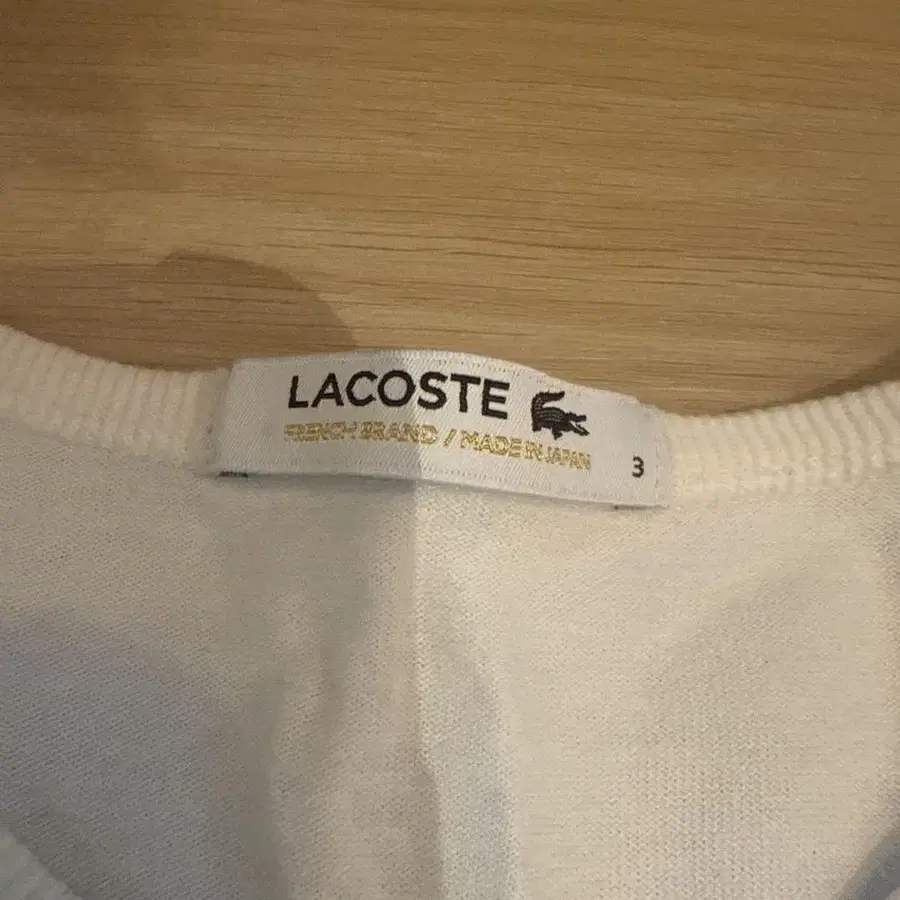 LACOSTE
FRENCH BRAND / MADE IN JAPAN
3